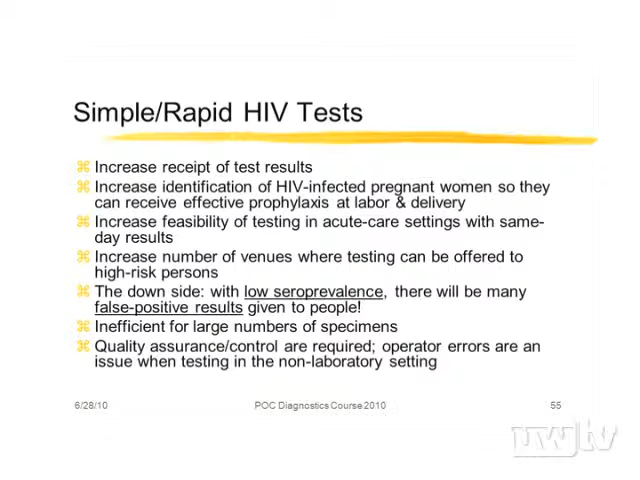 Simple/Rapid HIV Tests
Increase receipt of test results
Increase identification of HIV-infected pregnant women so they
can receive effective prophylaxis at labor & delivery
Increase feasibility of testing in acute-care settings with same-
day results
Increase number of venues where testing can be offered to
high-risk persons
The down side: with low seroprevalence, there will be many
false-positive results given to people!
Inefficient for large numbers of specimens
Quality assurance/control are required; operator errors are an
issue when testing in the non-laboratory setting
6/28/10 POC Diagnostics Course 2010 55
uwtv